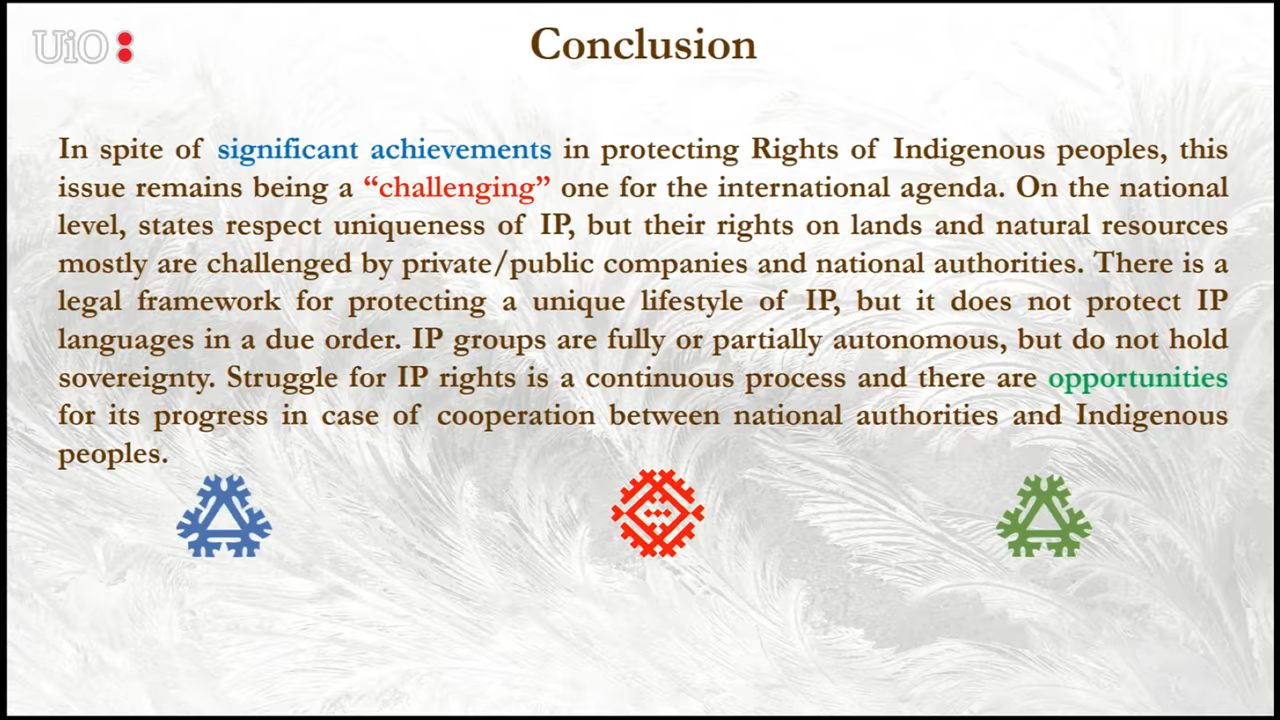 UiO
Conclusion
In spite of significant achievements in protecting Rights of Indigenous peoples, this
issue remains being a “challenging” one for the international agenda. On the national
level, states respect uniqueness of IP, but their rights on lands and natural resources
mostly are challenged by private/public companies and national authorities. There is a
legal framework for protecting a unique lifestyle of IP, but it does not protect IP
languages in a due order. IP groups are fully or partially autonomous, but do not hold
sovereignty. Struggle for IP rights is a continuous process and there are opportunities
for its progress in case of cooperation between national authorities and Indigenous
peoples.